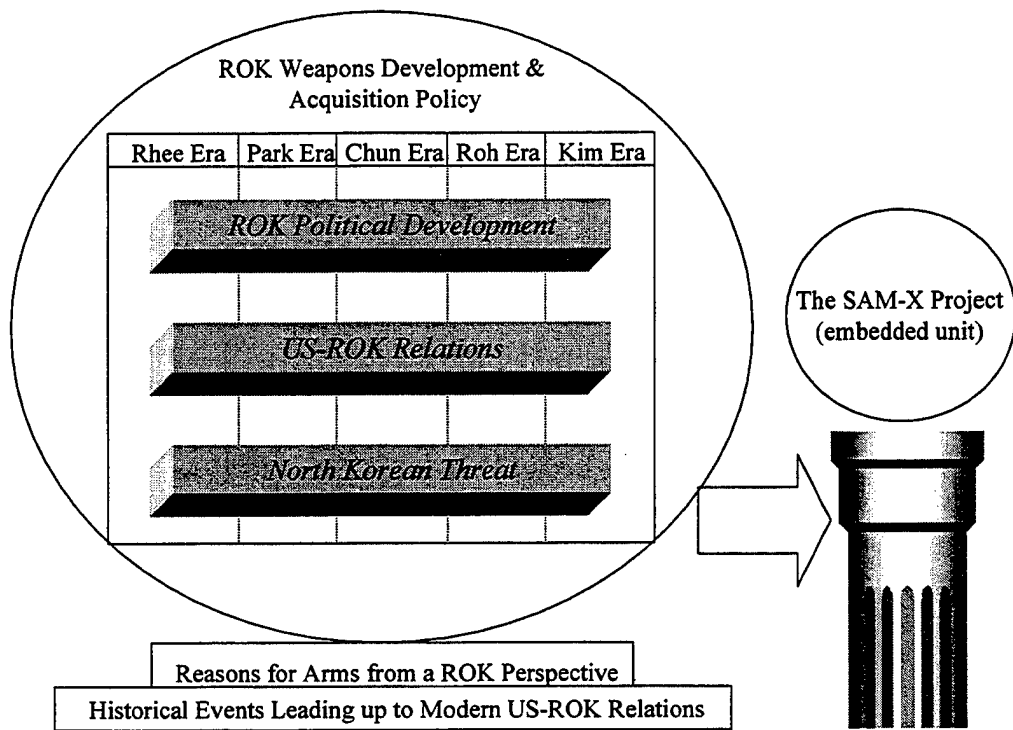 ROK Weapons Development &
Acquisition Policy
Rhee Era Park Era Chun Era Roh Era Kim Era
ROK Political Development
US-ROK Relations
North Korean Threat
The SAM-X Project
(embedded unit)
Reasons for Arms from a ROK Perspective
Historical Events Leading up to Modern US-ROK Relations